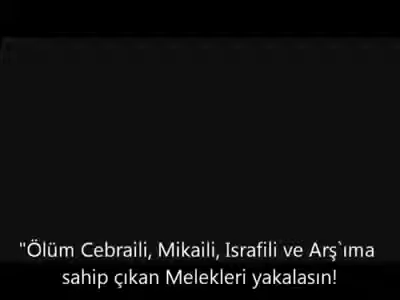 "Ölüm Cebraili, Mikaili, Israfili ve Arş`ıma
sahip çıkan Melekleri yakalasın!